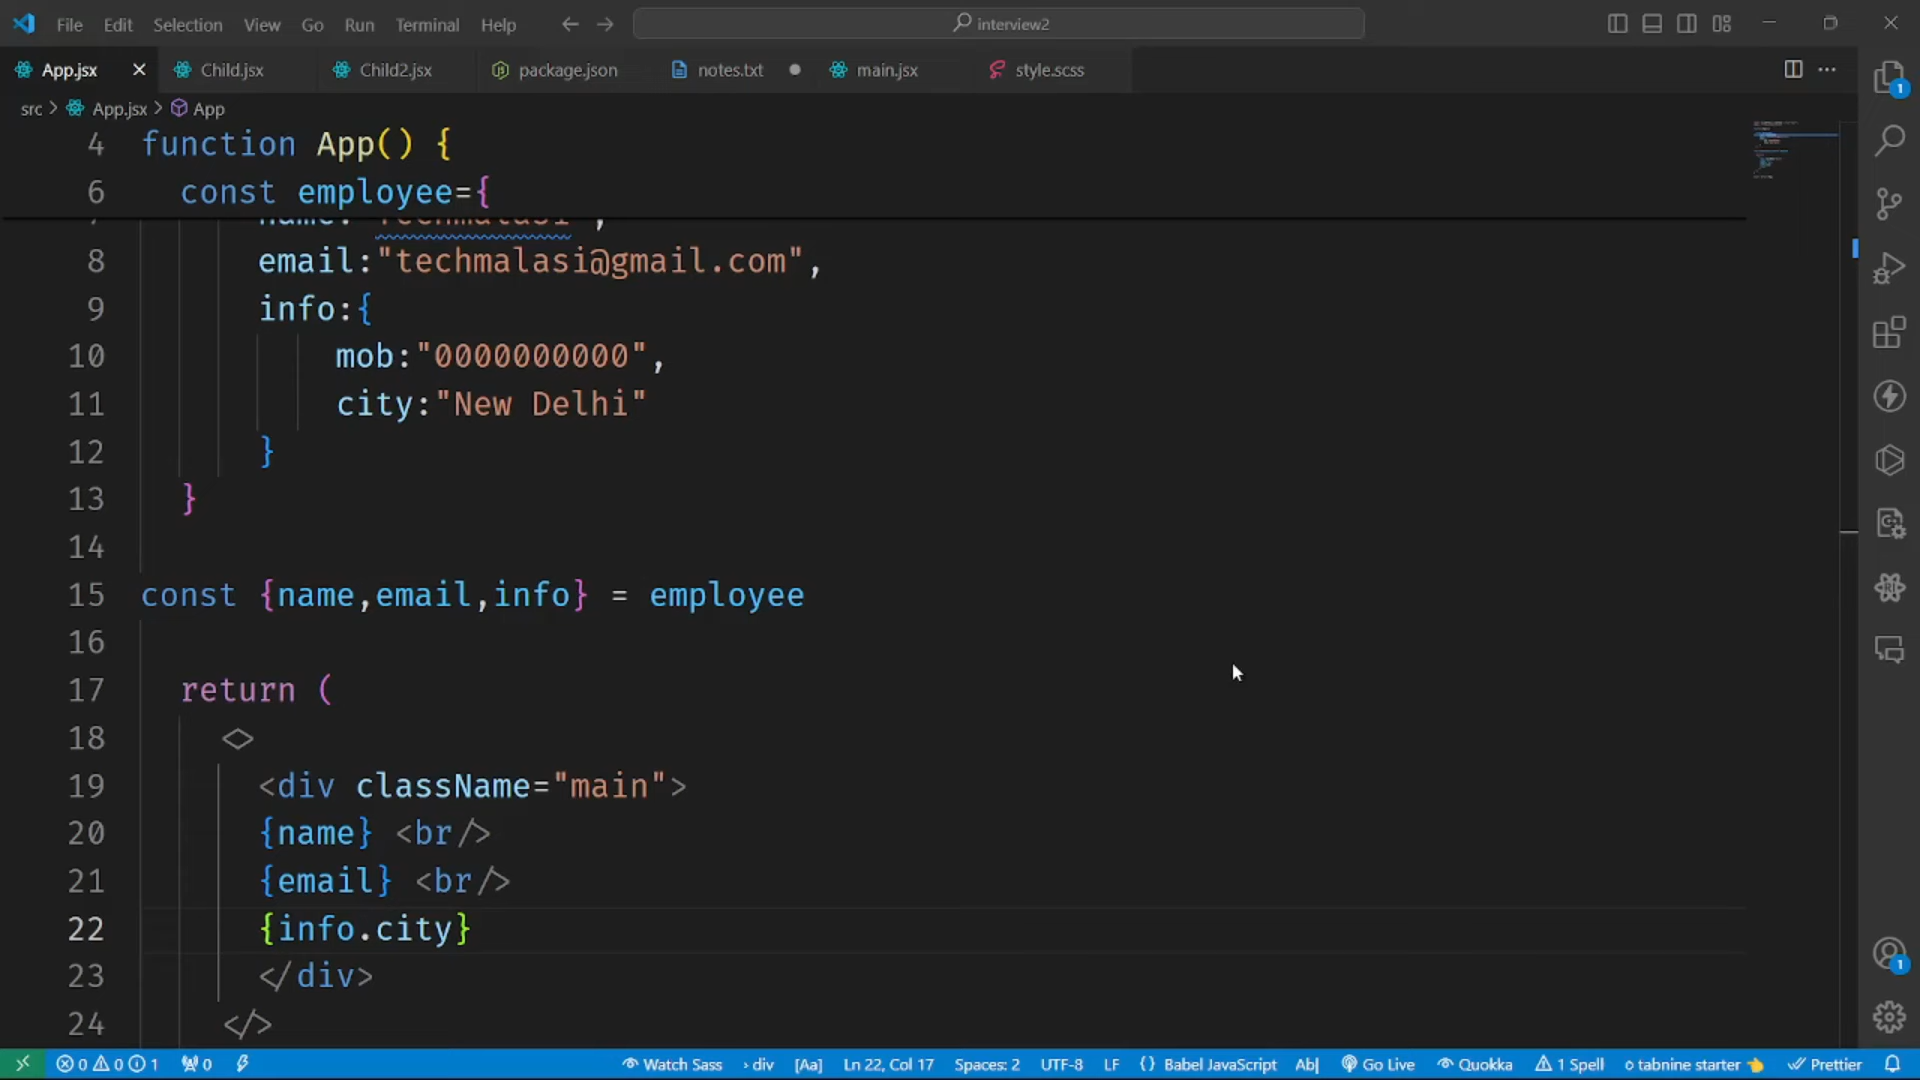 File Edit Selection View Go Run Terminal Help interview2
App.jsx Child.jsx Child2.jsx package.json notes.txt main.jsx style.scss
src > App.jsx > App
4 function App() {
6 const employee={
8 email:"techmalasi@gmail.com",
9 info:{
10 mob:"0000000000",
11 city:"New Delhi"
12 }
13 }
14
15 const {name,email,info} = employee
16
17 return (
18 <>
19 <div className="main">
20 {name} <br/>
21 {email} <br/>
22 {info.city}
23 </div>
24 </>
0 0 1 0 Watch Sass › div [Aa] Ln 22, Col 17 Spaces: 2 UTF-8 LF {} Babel JavaScript Ab| Go Live Quokka 1 Spell tabnine starter Prettier
1
1